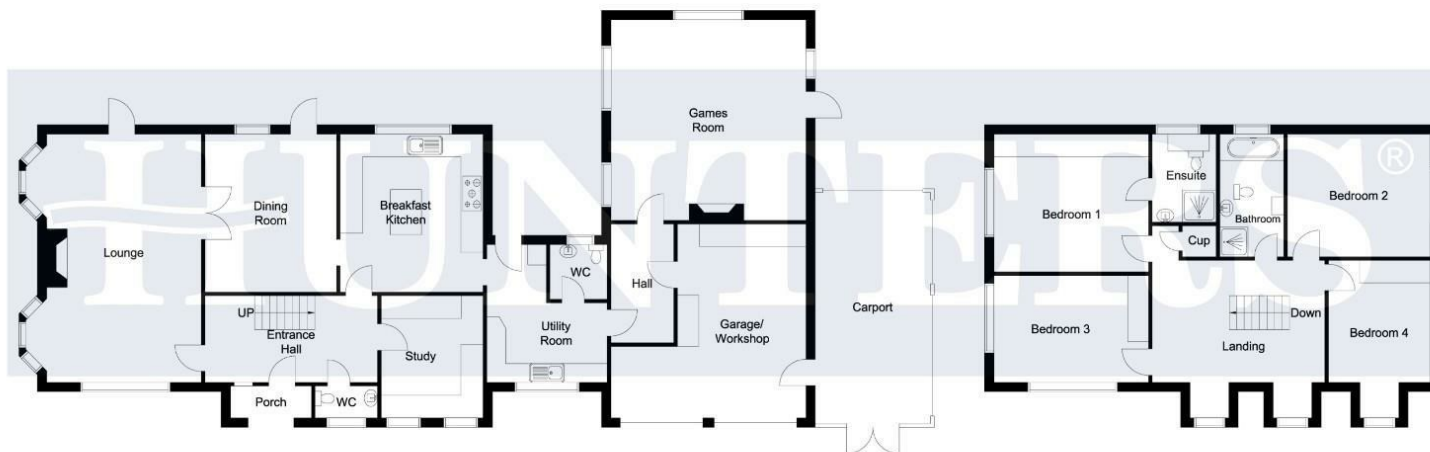 HUNTERS®
Lounge
Dining
Room
Breakfast
Kitchen
UP
Entrance
Hall
Study
Porch
WC
Utility
Room
WC
Hall
Games
Room
Garage/
Workshop
Carport
Bedroom 1
Ensuite
Cup
Bathroom
Bedroom 2
Bedroom 3
Down
Landing
Bedroom 4